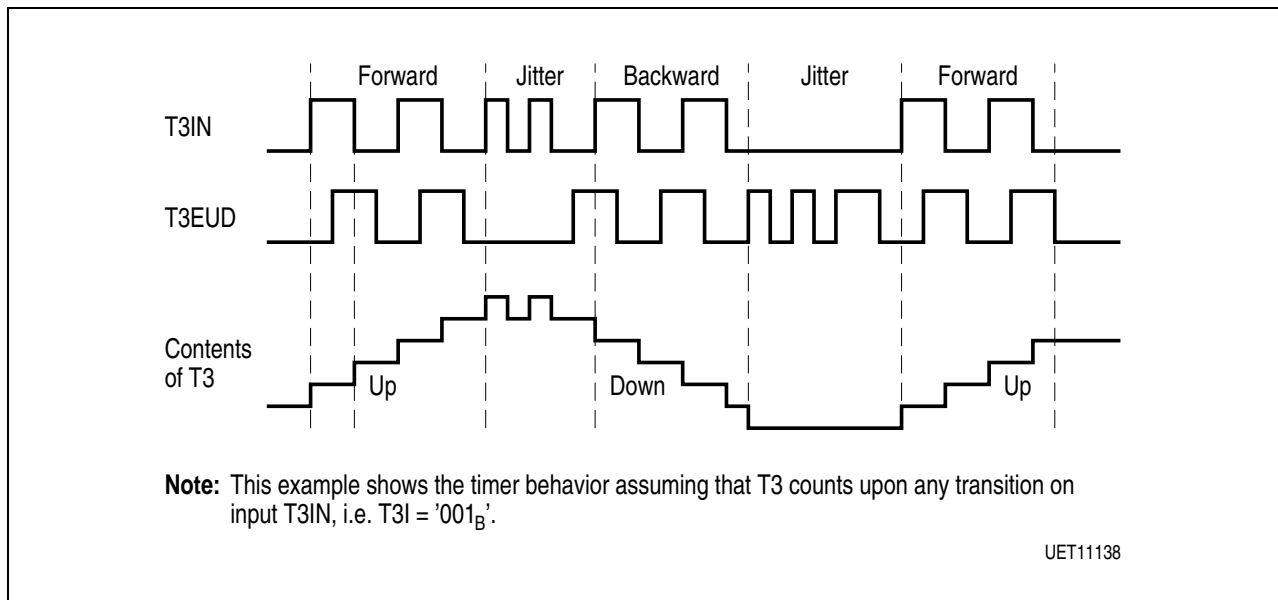 Forward Jitter Backward Jitter Forward
T3IN
T3EUD
Contents
of T3
Up Down Up
Note: This example shows the timer behavior assuming that T3 counts upon any transition on
input T3IN, i.e. T3I = '001B'.
UET11138